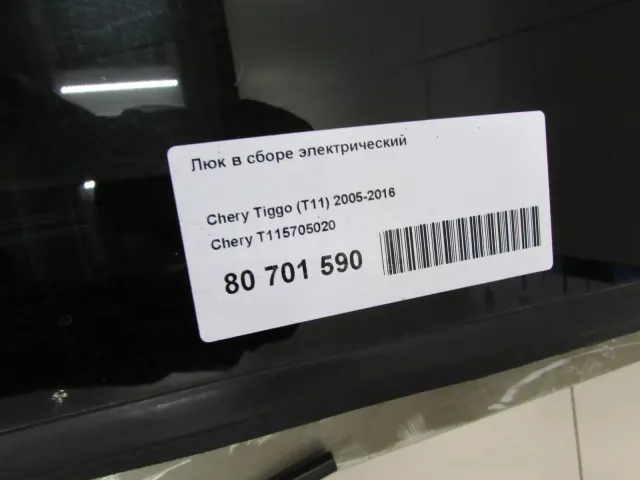 Люк в сборе электрический
Chery Tiggo (T11) 2005-2016
Chery T115705020
80 701 590